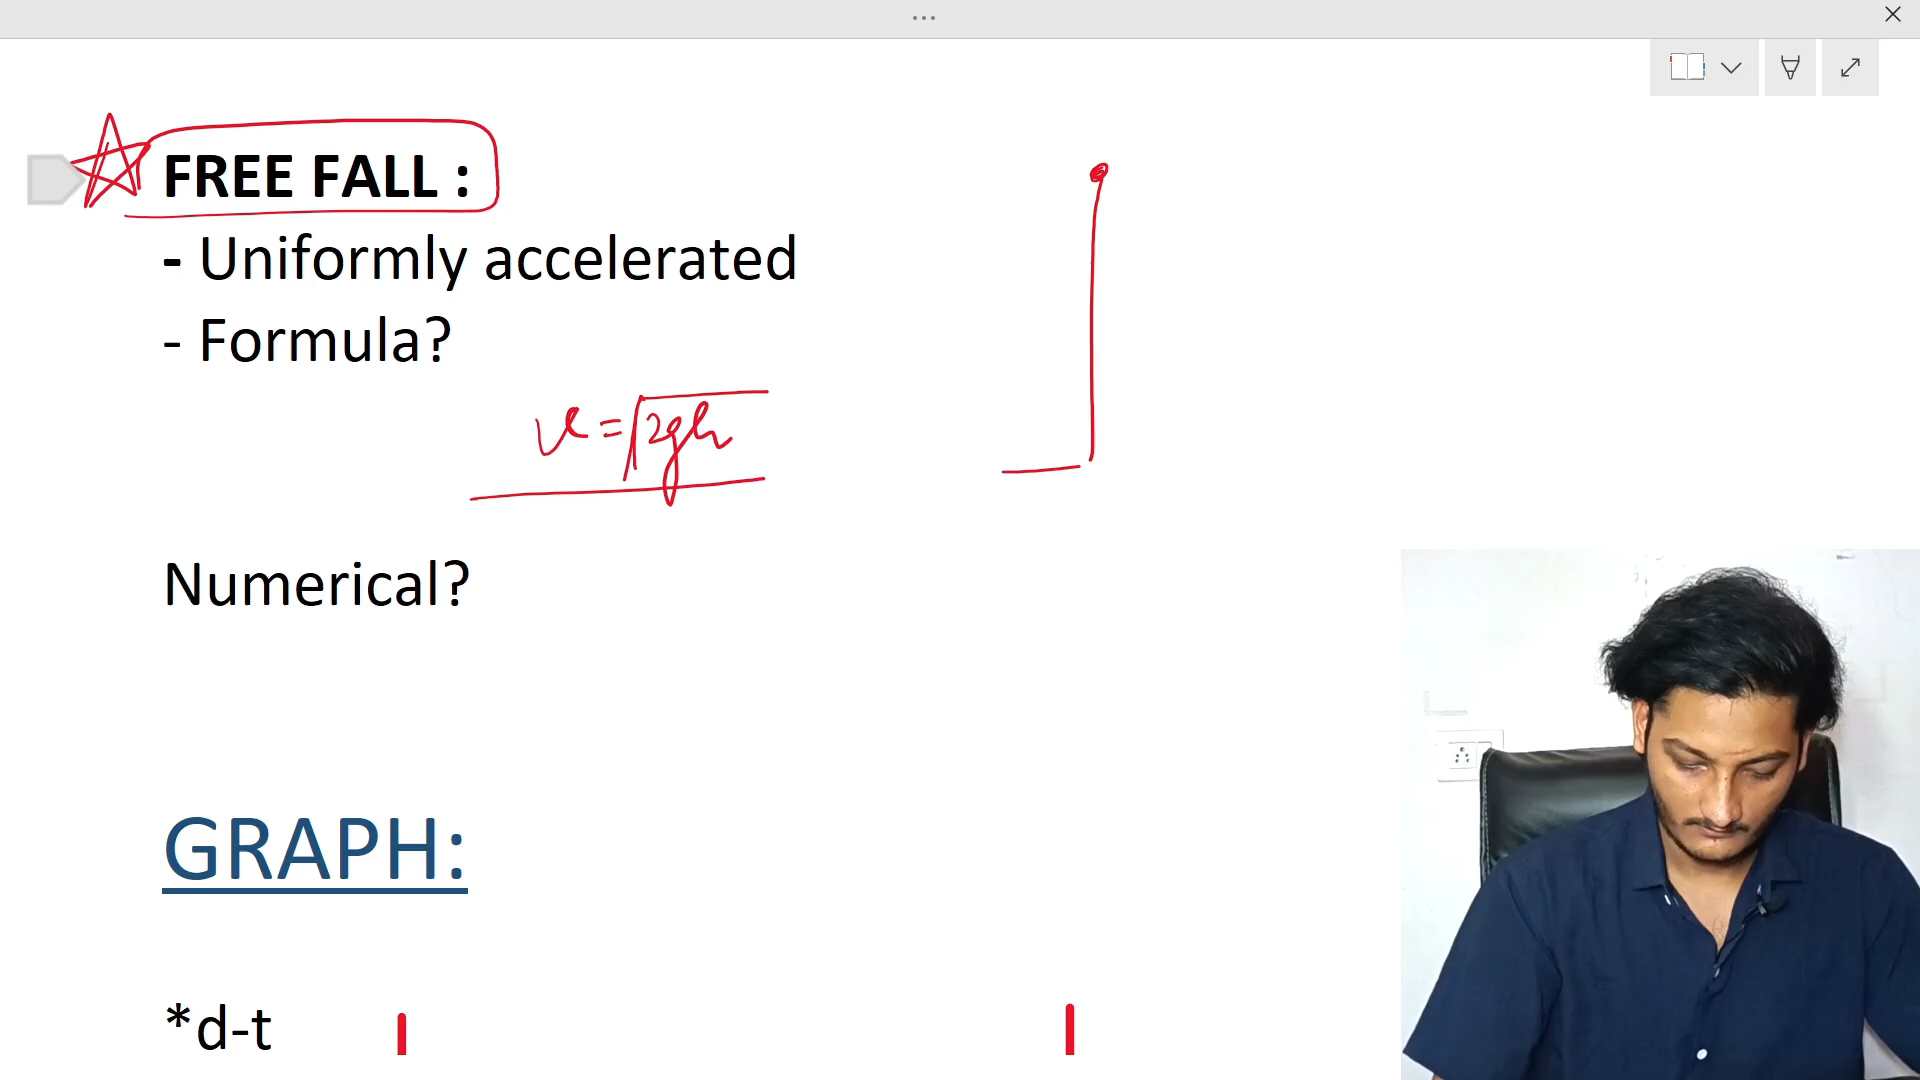 FREE FALL :
- Uniformly accelerated
- Formula?
v = √2gh
Numerical?
GRAPH:
*d-t